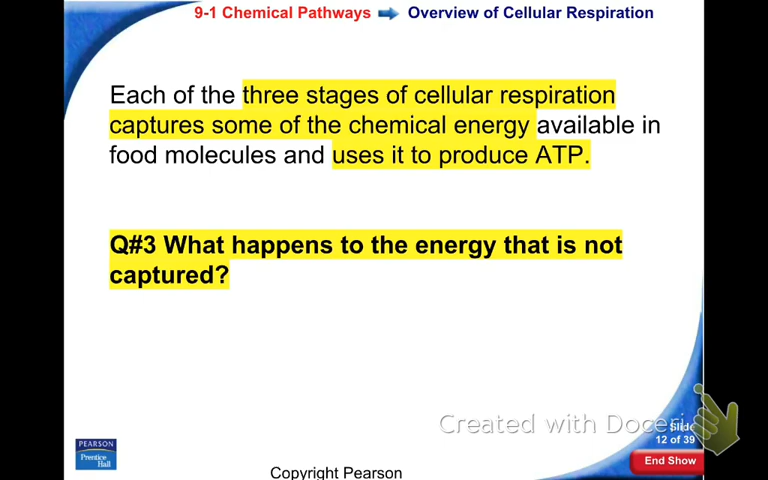 9-1 Chemical Pathways Overview of Cellular Respiration
Each of the three stages of cellular respiration
captures some of the chemical energy available in
food molecules and uses it to produce ATP.
Q#3 What happens to the energy that is not
captured?
Created with Doceri
Slide
12 of 39
PEARSON
Prentice
Hall
End Show
Copyright Pearson